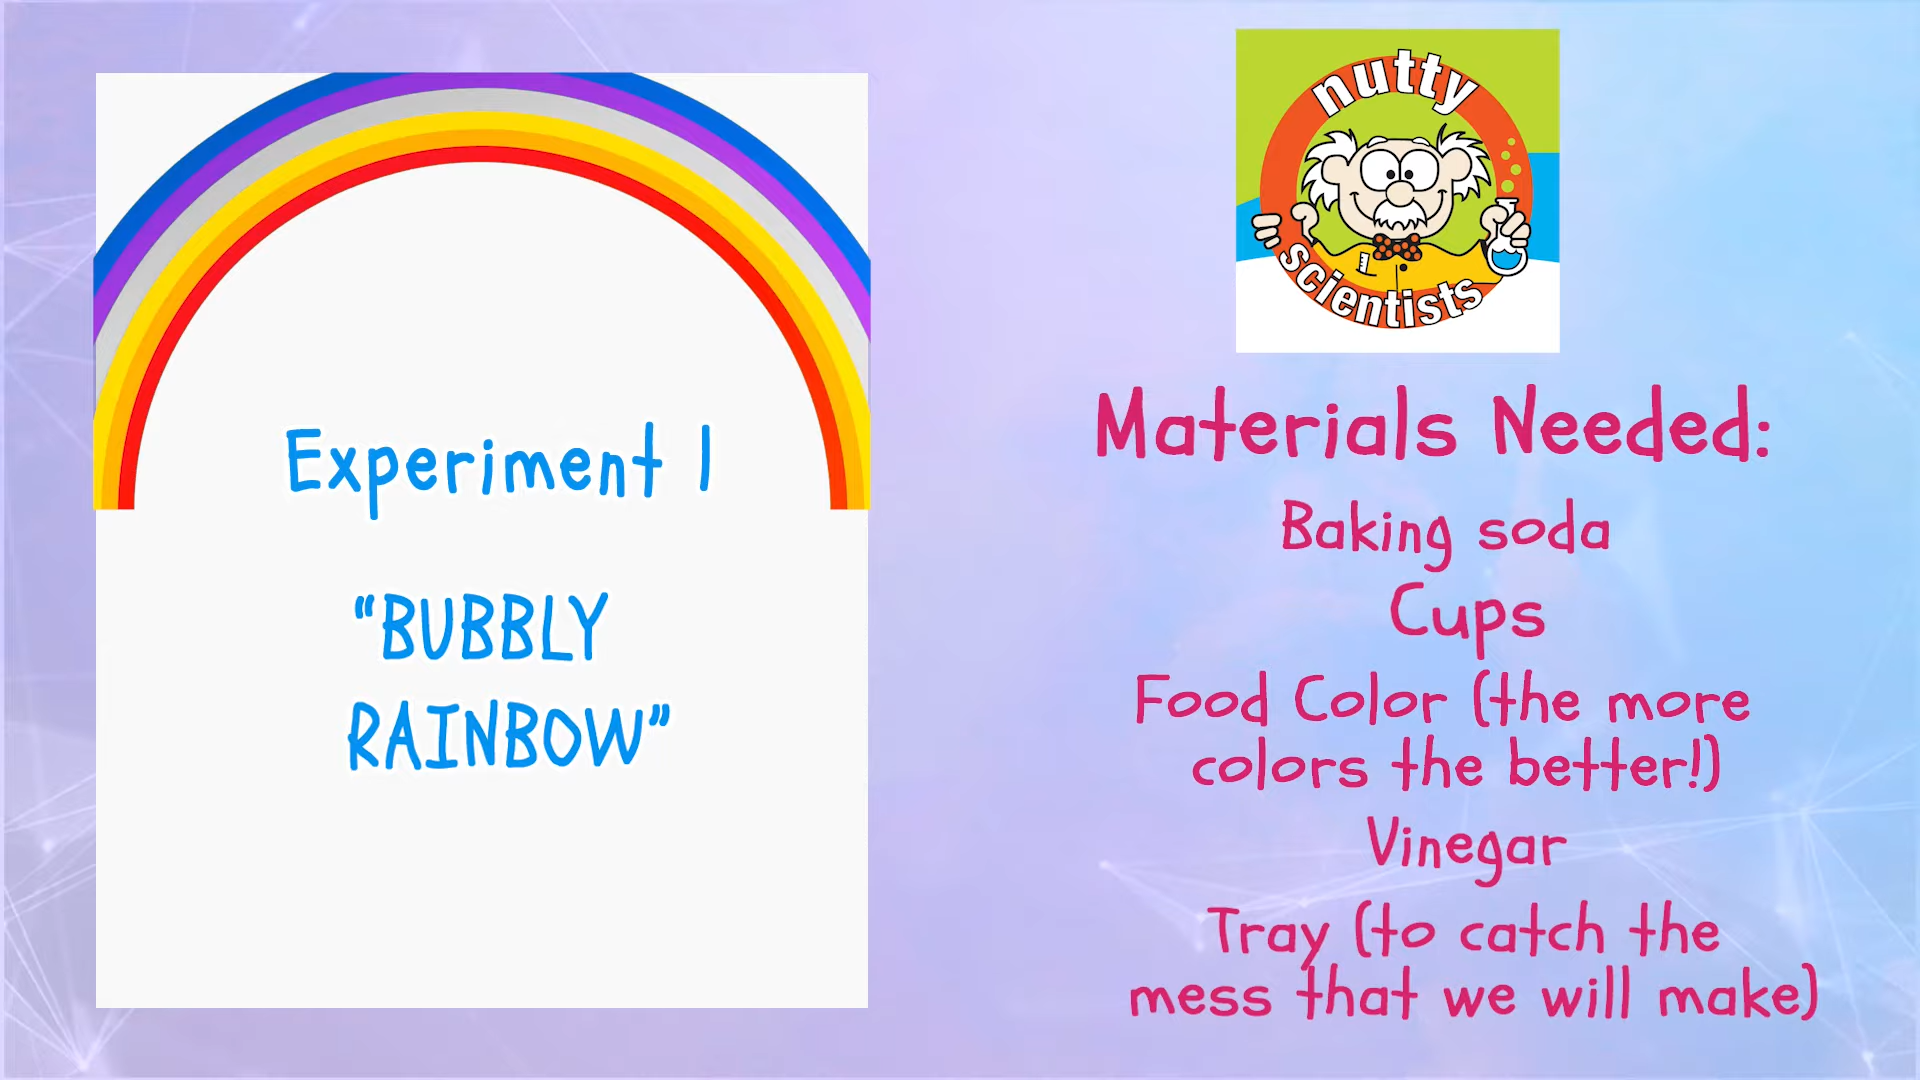 Experiment 1
“BUBBLY
RAINBOW”
nutty
scientists
Materials Needed:
Baking soda
Cups
Food Color (the more
colors the better!)
Vinegar
Tray (to catch the
mess that we will make)